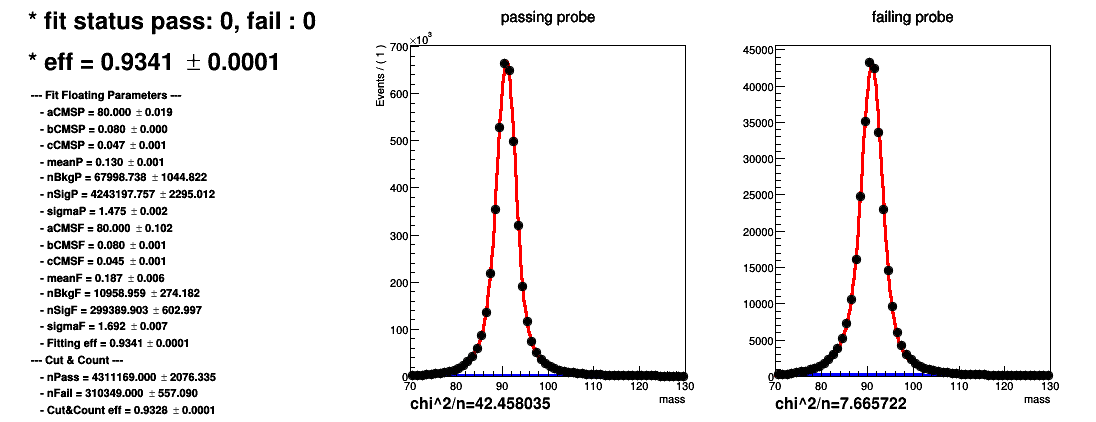 * fit status pass: 0, fail : 0
* eff = 0.9341 ± 0.0001
--- Fit Floating Parameters ---
- aCMSP = 80.000 ± 0.019
- bCMSP = 0.080 ± 0.000
- cCMSP = 0.047 ± 0.001
- meanP = 0.130 ± 0.001
- nBkgP = 67998.738 ± 1044.822
- nSigP = 4243197.757 ± 2295.012
- sigmaP = 1.475 ± 0.002
- aCMSF = 80.000 ± 0.102
- bCMSF = 0.080 ± 0.001
- cCMSF = 0.045 ± 0.001
- meanF = 0.187 ± 0.006
- nBkgF = 10958.959 ± 274.182
- nSigF = 299389.903 ± 602.997
- sigmaF = 1.692 ± 0.007
- Fitting eff = 0.9341 ± 0.0001
--- Cut & Count ---
- nPass = 4311169.000 ± 2076.335
- nFail = 310349.000 ± 557.090
- Cut&Count eff = 0.9328 ± 0.0001
passing probe
×10^3
Events / ( 1 )
700
600
500
400
300
200
100
0
70 80 90 100 110 120 130
mass
chi^2/n=42.458035
failing probe
45000
40000
35000
30000
25000
20000
15000
10000
5000
0
70 80 90 100 110 120 130
mass
chi^2/n=7.665722